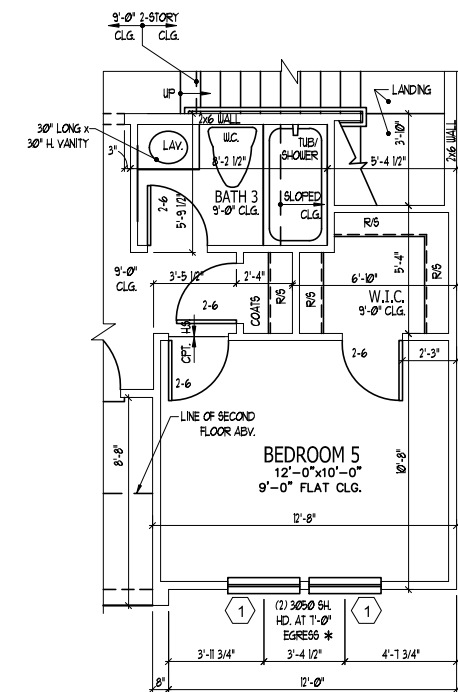 9'-0" 2-STORY
CLG. CLG.
UP
LANDING
2x6 WALL
30" LONG x
30" H. VANITY
LAV.
W.C.
TUB/
SHOWER
3'-10"
2x6 WALL
3"
8'-2 1/2"
5'-4 1/2"
2-6
5'-9 1/2"
BATH 3
9'-0" CLG.
SLOPED
CLG.
R/S
9'-0"
CLG.
3'-5 1/2"
2'-4"
6'-10"
5'-4"
R/S
2-6
COATS
R/S
R/S
W.I.C.
9'-0" CLG.
H.S.
CPT.
2-6
2-6
2'-3"
LINE OF SECOND
FLOOR ABV.
8'-8"
BEDROOM 5
12'-0"x10'-0"
9'-0" FLAT CLG.
10'-8"
12'-8"
1
(2) 3050 SH.
HD. AT 7'-0"
EGRESS *
1
3'-11 3/4"
3'-4 1/2"
4'-7 3/4"
8"
12'-0"